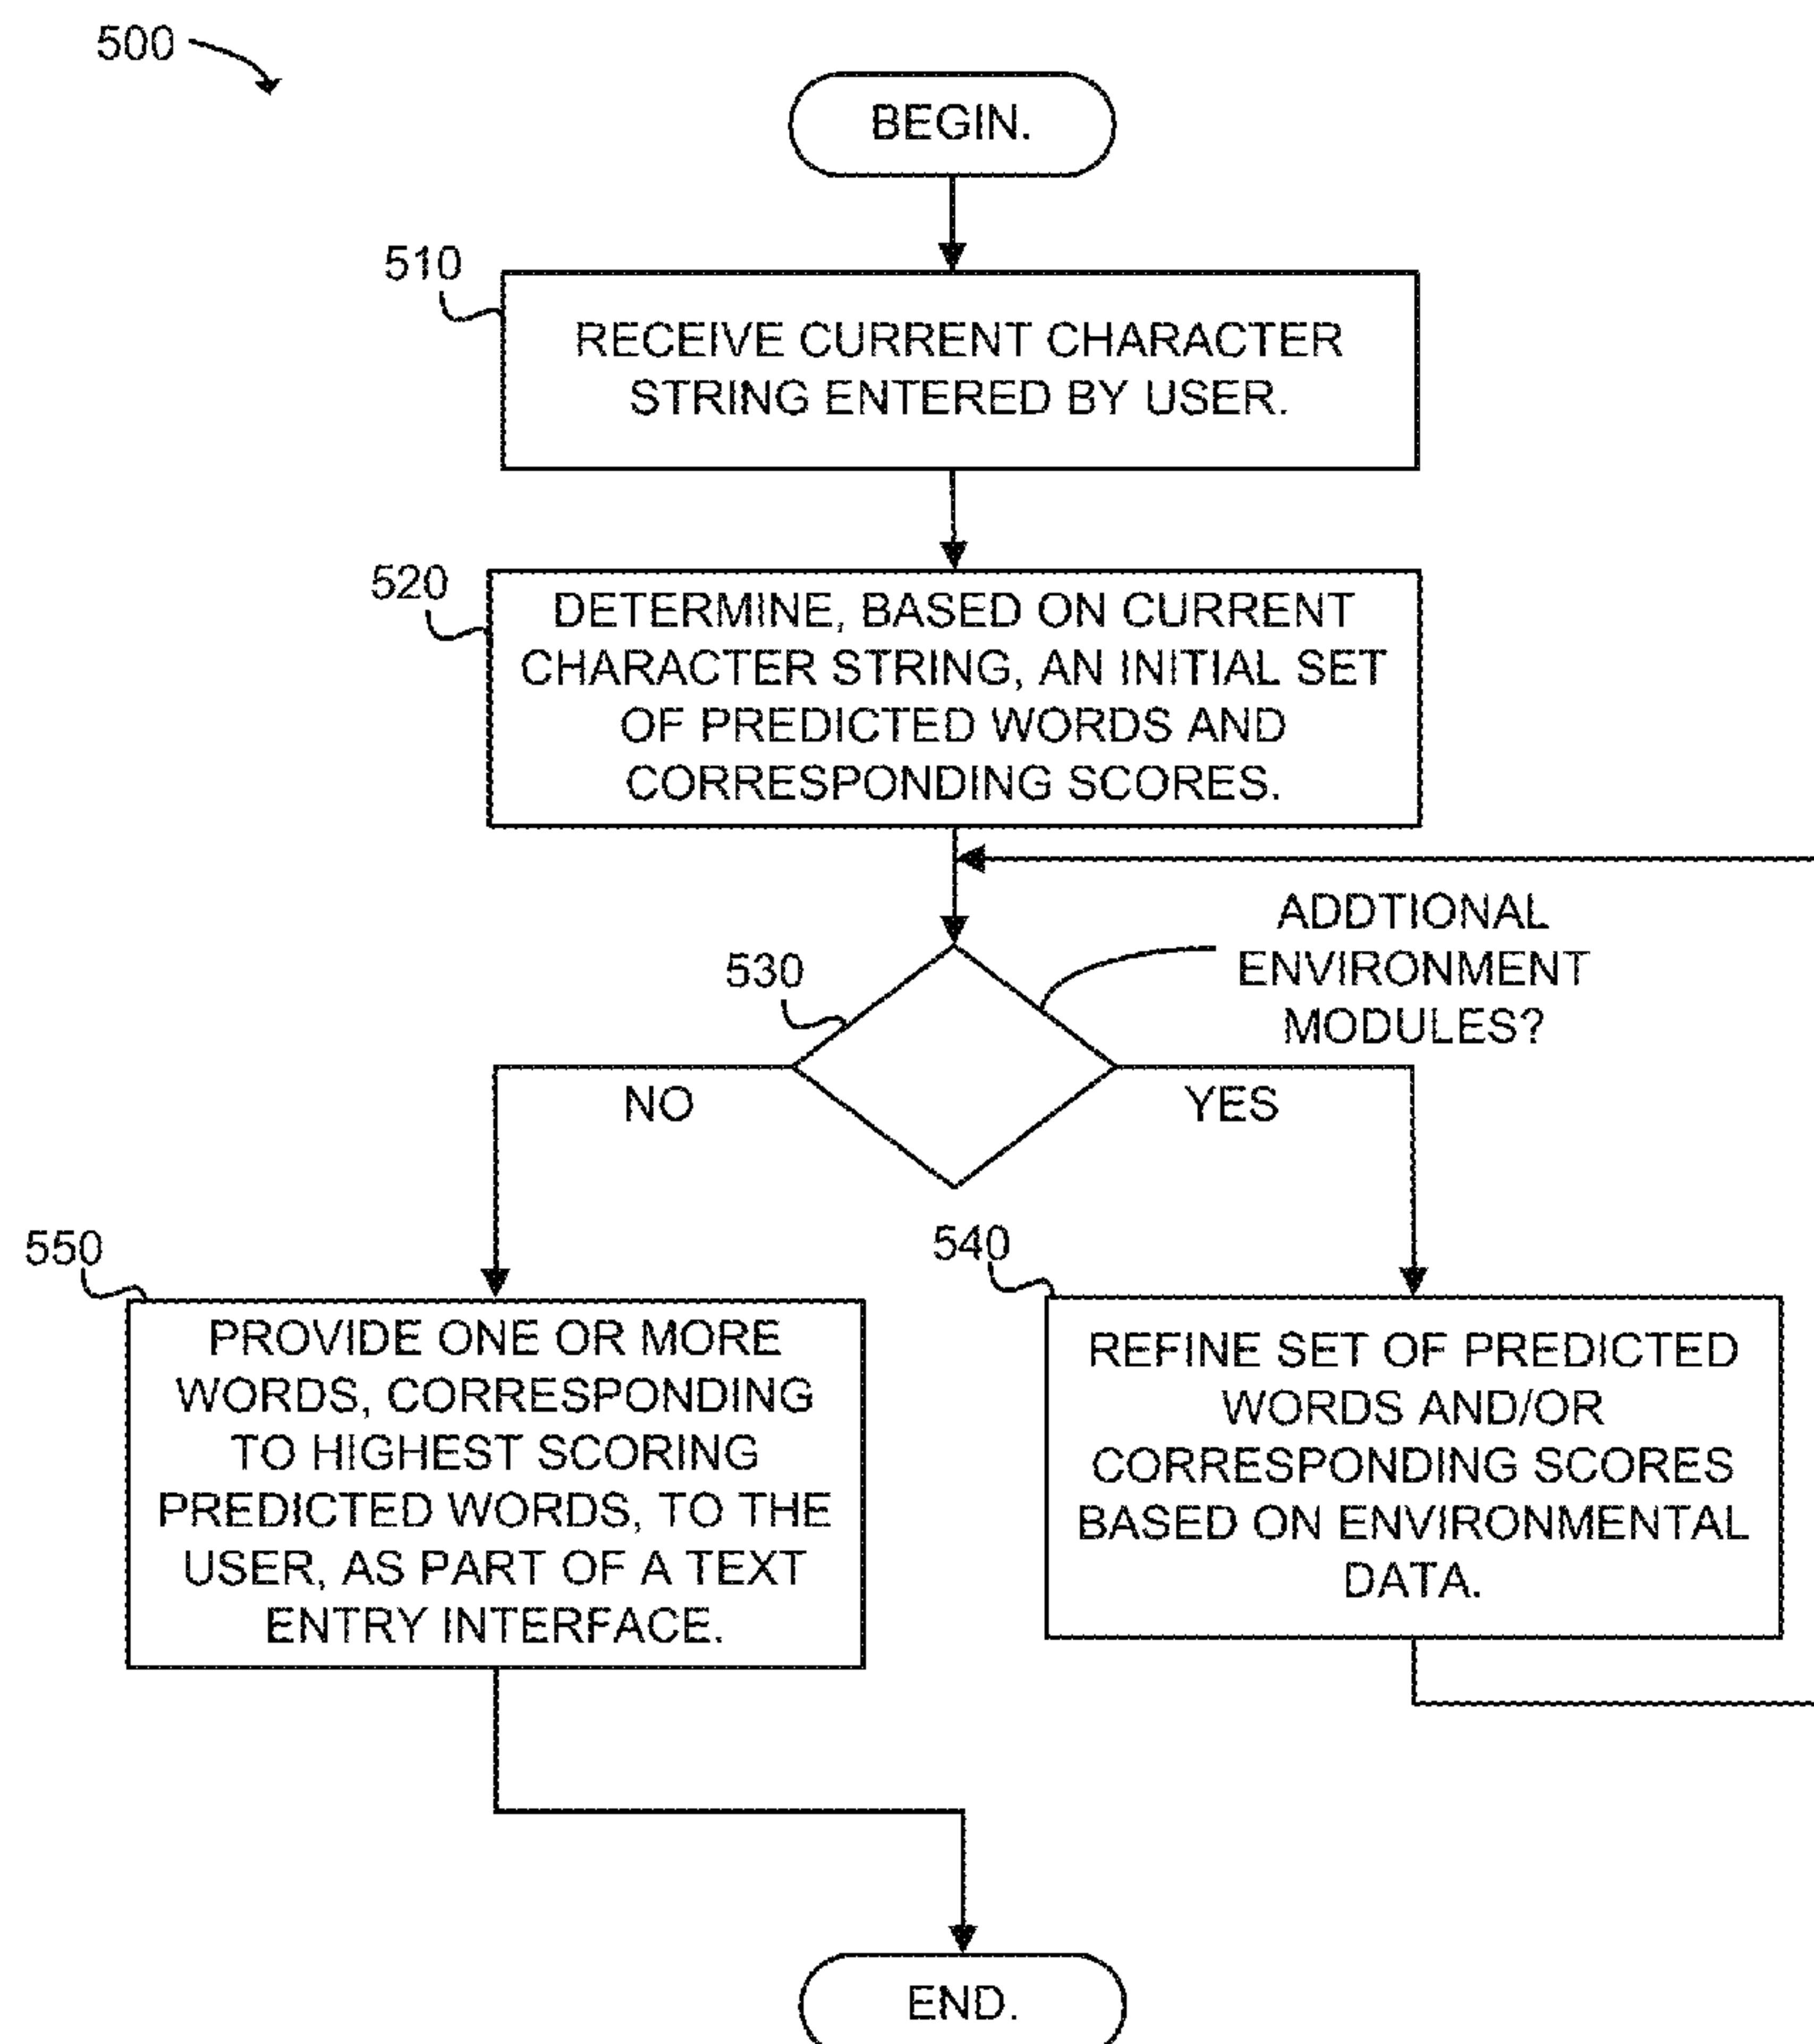 500
BEGIN.
510
RECEIVE CURRENT CHARACTER
STRING ENTERED BY USER.
520
DETERMINE, BASED ON CURRENT
CHARACTER STRING, AN INITIAL SET
OF PREDICTED WORDS AND
CORRESPONDING SCORES.
ADDTIONAL
ENVIRONMENT
MODULES?
530
NO
YES
550
PROVIDE ONE OR MORE
WORDS, CORRESPONDING
TO HIGHEST SCORING
PREDICTED WORDS, TO THE
USER, AS PART OF A TEXT
ENTRY INTERFACE.
540
REFINE SET OF PREDICTED
WORDS AND/OR
CORRESPONDING SCORES
BASED ON ENVIRONMENTAL
DATA.
END.